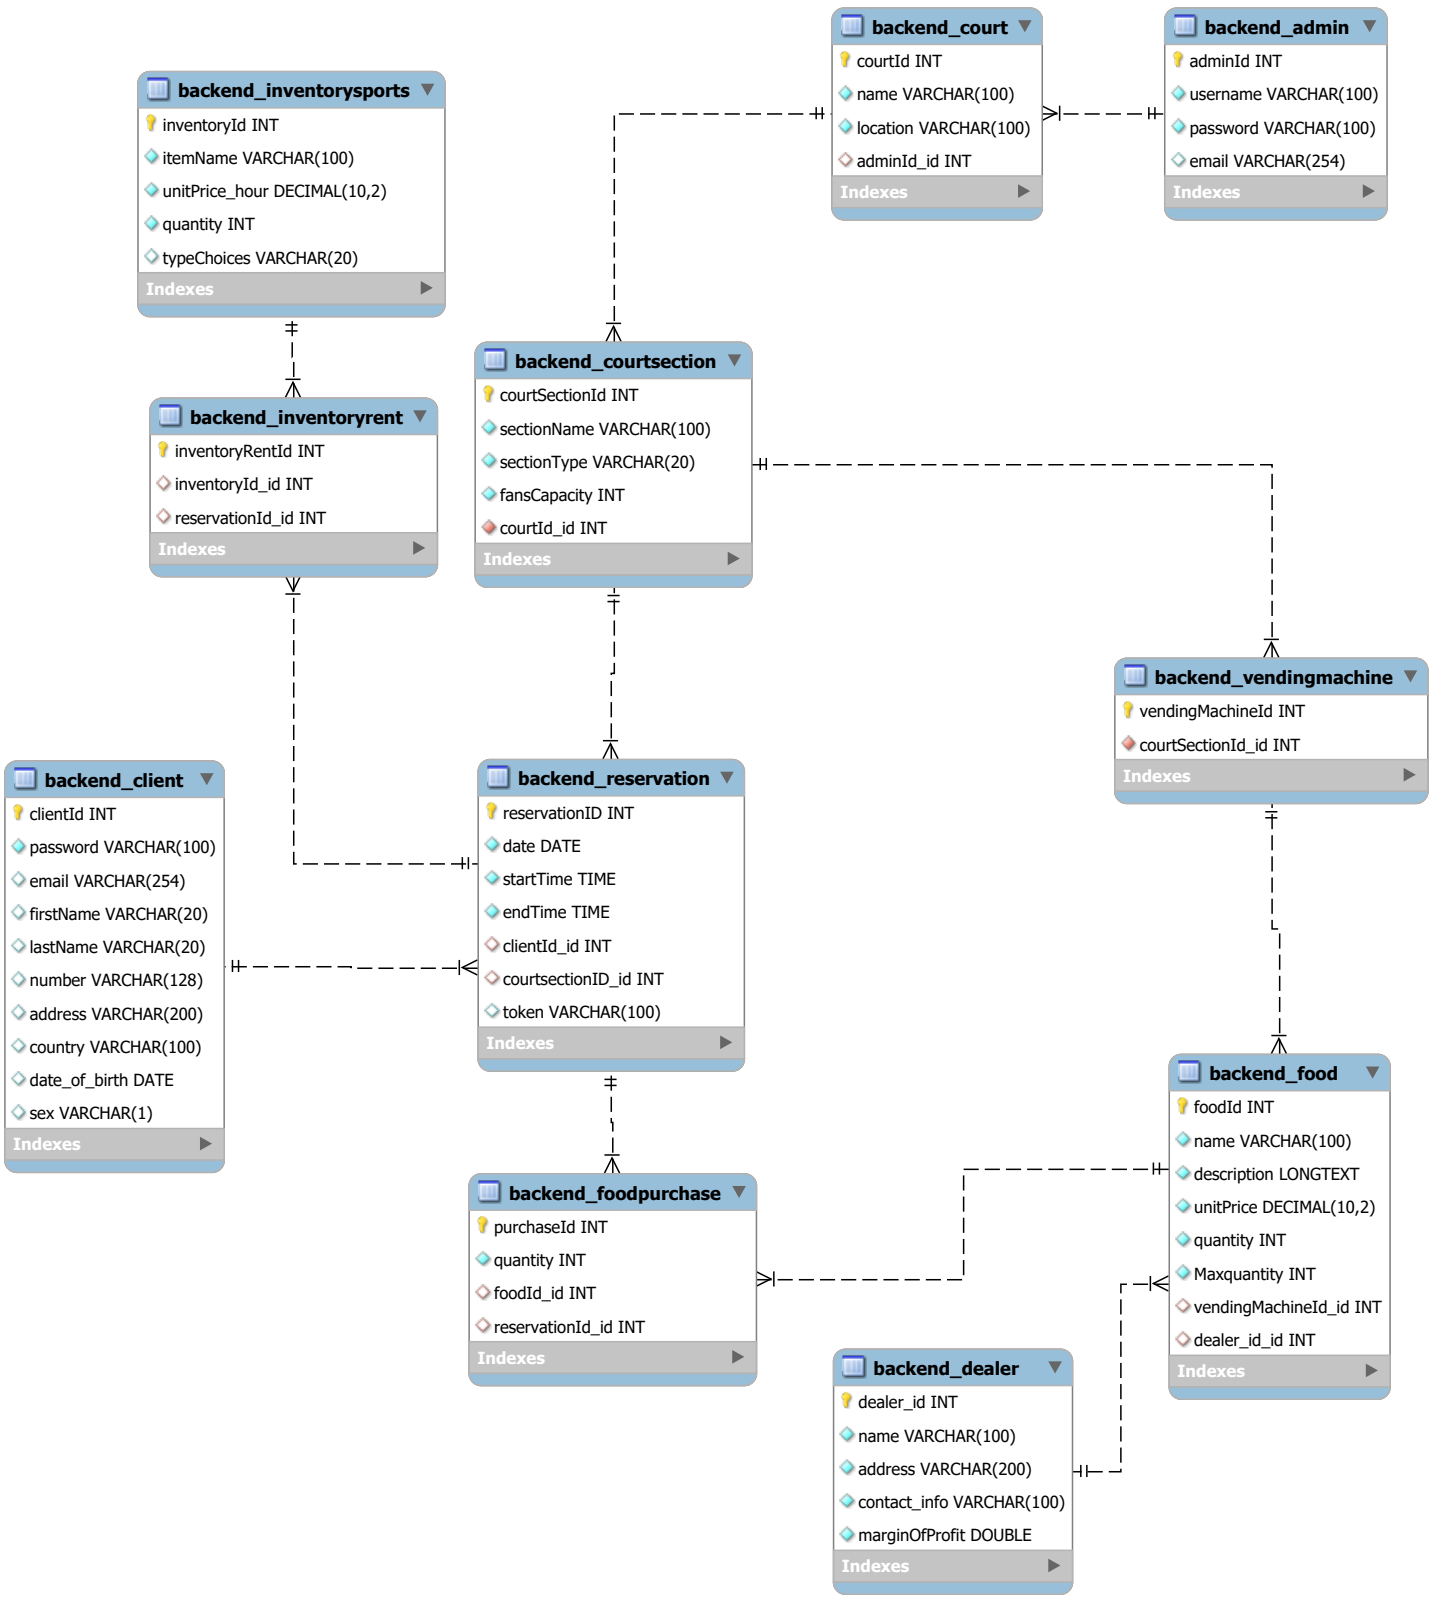 backend_court
courtId INT
name VARCHAR(100)
location VARCHAR(100)
adminId_id INT
Indexes
backend_admin
adminId INT
username VARCHAR(100)
password VARCHAR(100)
email VARCHAR(254)
Indexes
backend_inventorysports
inventoryId INT
itemName VARCHAR(100)
unitPrice_hour DECIMAL(10,2)
quantity INT
typeChoices VARCHAR(20)
Indexes
backend_courtsection
courtSectionId INT
sectionName VARCHAR(100)
sectionType VARCHAR(20)
fansCapacity INT
courtId_id INT
Indexes
backend_inventoryrent
inventoryRentId INT
inventoryId_id INT
reservationId_id INT
Indexes
backend_vendingmachine
vendingMachineId INT
courtSectionId_id INT
Indexes
backend_client
clientId INT
password VARCHAR(100)
email VARCHAR(254)
firstName VARCHAR(20)
lastName VARCHAR(20)
number VARCHAR(128)
address VARCHAR(200)
country VARCHAR(100)
date_of_birth DATE
sex VARCHAR(1)
Indexes
backend_reservation
reservationID INT
date DATE
startTime TIME
endTime TIME
clientId_id INT
courtsectionID_id INT
token VARCHAR(100)
Indexes
backend_food
foodId INT
name VARCHAR(100)
description LONGTEXT
unitPrice DECIMAL(10,2)
quantity INT
Maxquantity INT
vendingMachineId_id INT
dealer_id_id INT
Indexes
backend_foodpurchase
purchaseId INT
quantity INT
foodId_id INT
reservationId_id INT
Indexes
backend_dealer
dealer_id INT
name VARCHAR(100)
address VARCHAR(200)
contact_info VARCHAR(100)
marginOfProfit DOUBLE
Indexes